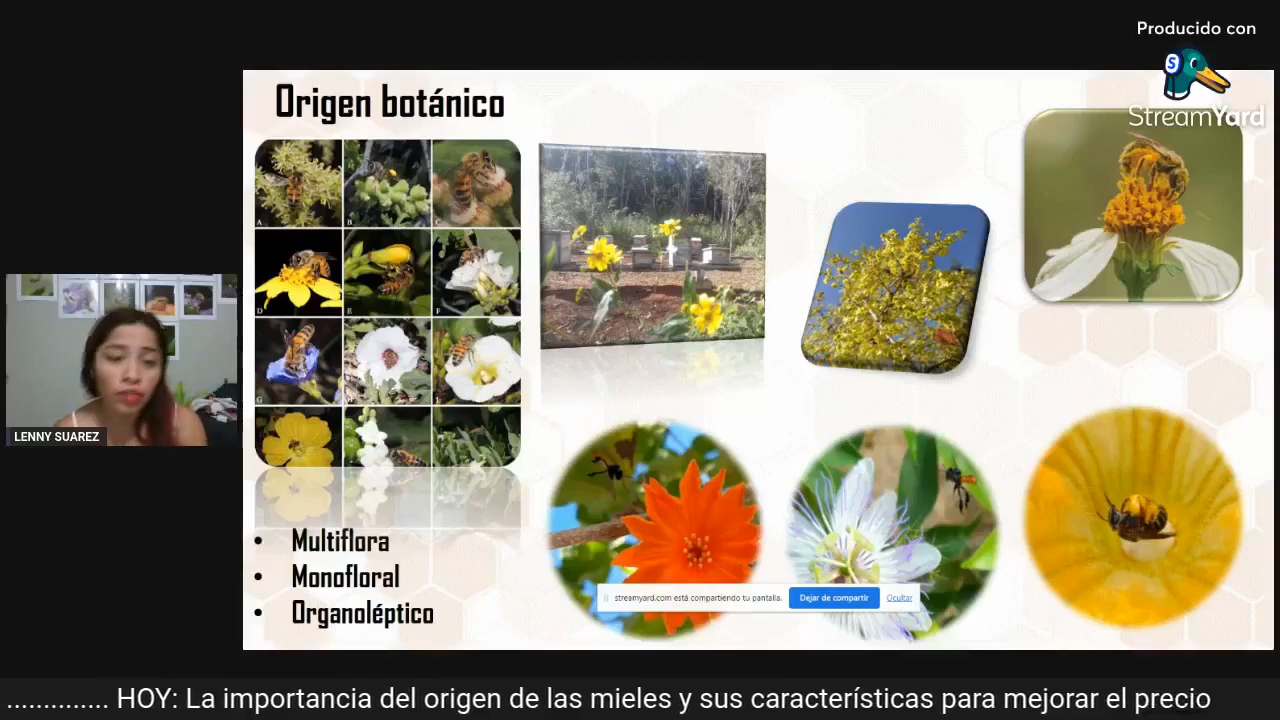 Producido con
StreamYard
Origen botánico
A
B
C
D
E
F
G
H
I
• Multiflora
• Monofloral
• Organoléptico
LENNY SUAREZ
streamyard.com está compartiendo tu pantalla. Dejar de compartir Ocultar
.............. HOY: La importancia del origen de las mieles y sus características para mejorar el precio